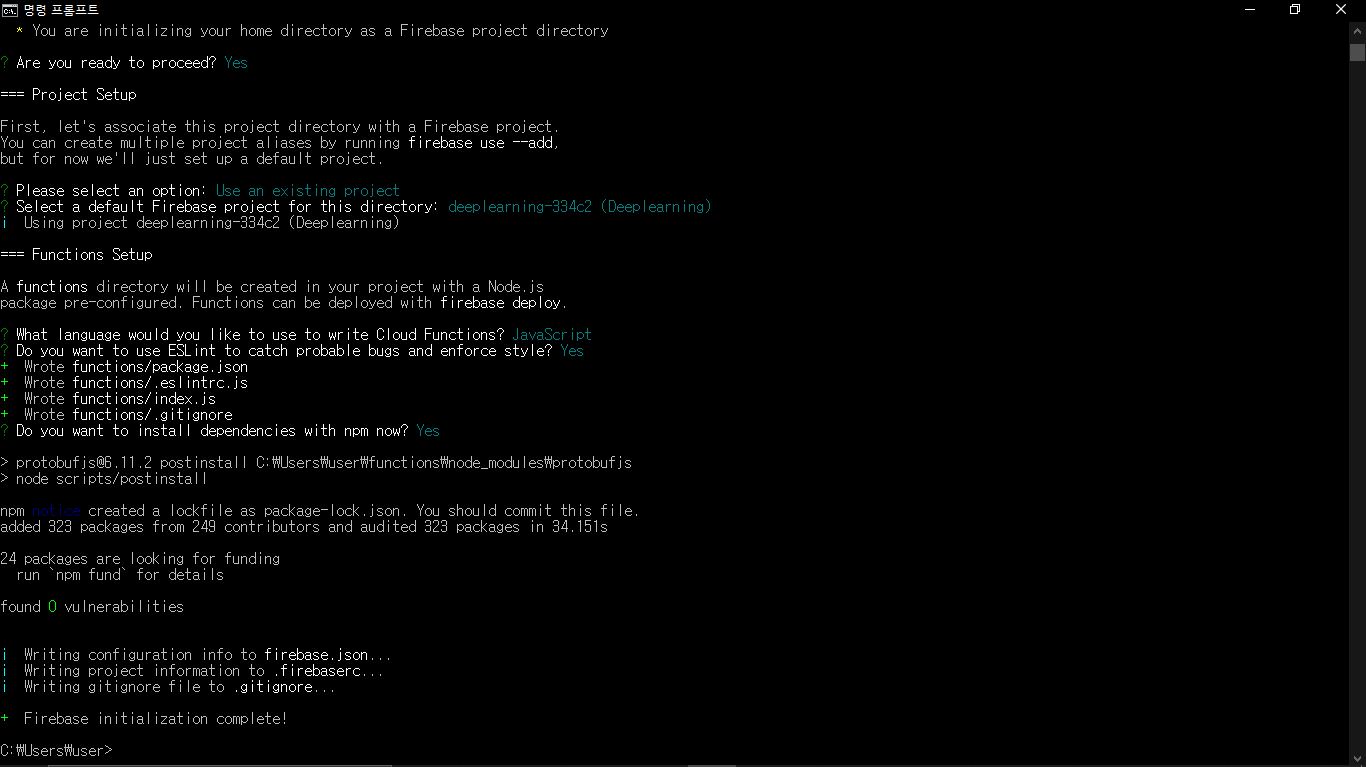 명령 프롬프트
* You are initializing your home directory as a Firebase project directory
? Are you ready to proceed? Yes
=== Project Setup
First, let's associate this project directory with a Firebase project.
You can create multiple project aliases by running firebase use --add,
but for now we'll just set up a default project.
? Please select an option: Use an existing project
? Select a default Firebase project for this directory: deeplearning-334c2 (Deeplearning)
i  Using project deeplearning-334c2 (Deeplearning)
=== Functions Setup
A functions directory will be created in your project with a Node.js
package pre-configured. Functions can be deployed with firebase deploy.
? What language would you like to use to write Cloud Functions? JavaScript
? Do you want to use ESLint to catch probable bugs and enforce style? Yes
+  Wrote functions/package.json
+  Wrote functions/.eslintrc.js
+  Wrote functions/index.js
+  Wrote functions/.gitignore
? Do you want to install dependencies with npm now? Yes
> protobufjs@6.11.2 postinstall C:₩Users₩user₩functions₩node_modules₩protobufjs
> node scripts/postinstall
npm notice created a lockfile as package-lock.json. You should commit this file.
added 323 packages from 249 contributors and audited 323 packages in 34.151s
24 packages are looking for funding
run `npm fund` for details
found 0 vulnerabilities
i  Writing configuration info to firebase.json...
i  Writing project information to .firebaserc...
i  Writing gitignore file to .gitignore...
+  Firebase initialization complete!
C:₩Users₩user>